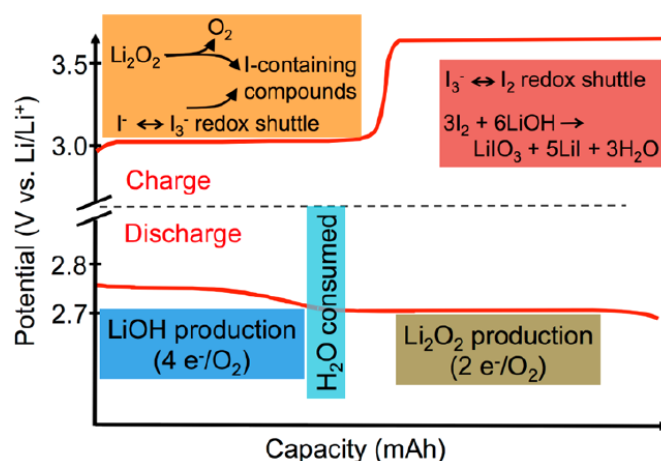 Potential (V vs. Li/Li⁺)
3.5
3.0
2.8
2.7
O₂
Li₂O₂
I-containing
compounds
I⁻ ↔ I₃⁻ redox shuttle
I₃⁻ ↔ I₂ redox shuttle
3I₂ + 6LiOH →
LiIO₃ + 5LiI + 3H₂O
Charge
Discharge
LiOH production
(4 e⁻/O₂)
H₂O consumed
Li₂O₂ production
(2 e⁻/O₂)
Capacity (mAh)